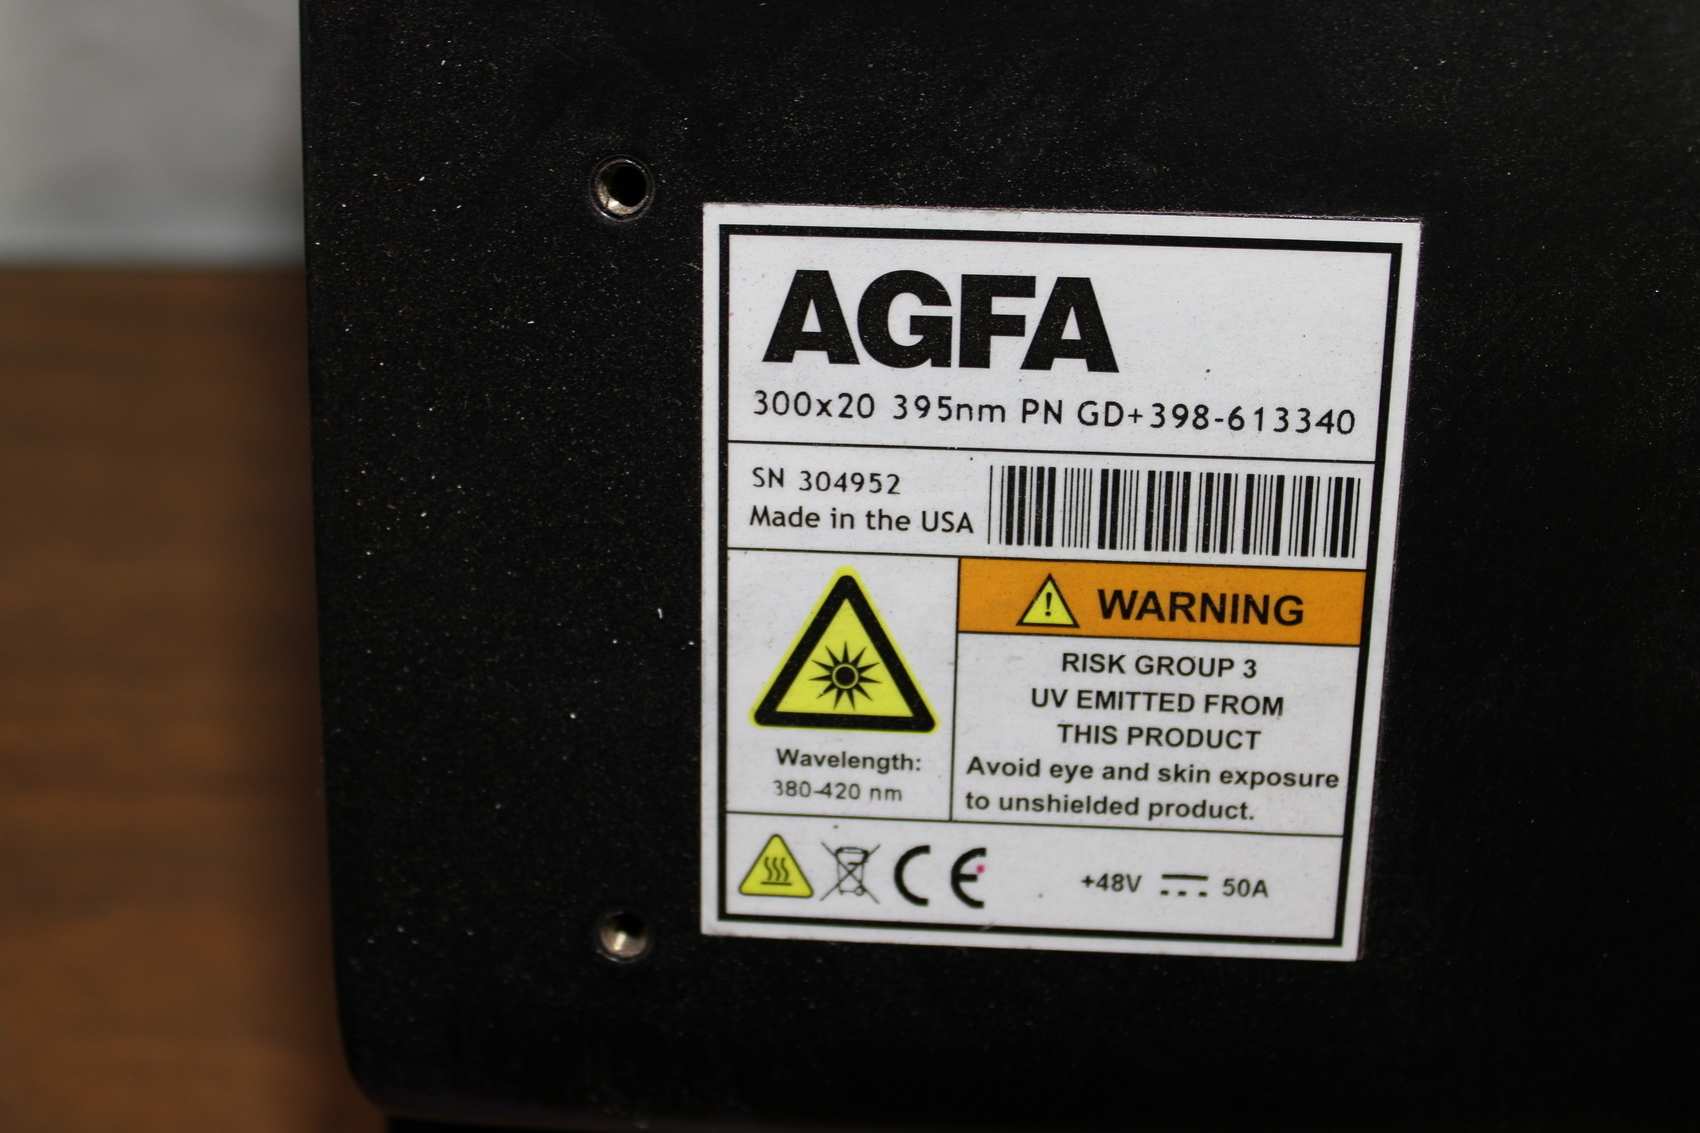 AGFA
300x20 395nm PN GD+398-613340
SN 304952
Made in the USA
! WARNING
RISK GROUP 3
UV EMITTED FROM
THIS PRODUCT
Avoid eye and skin exposure
to unshielded product.
Wavelength:
380-420 nm
CE +48V 50A